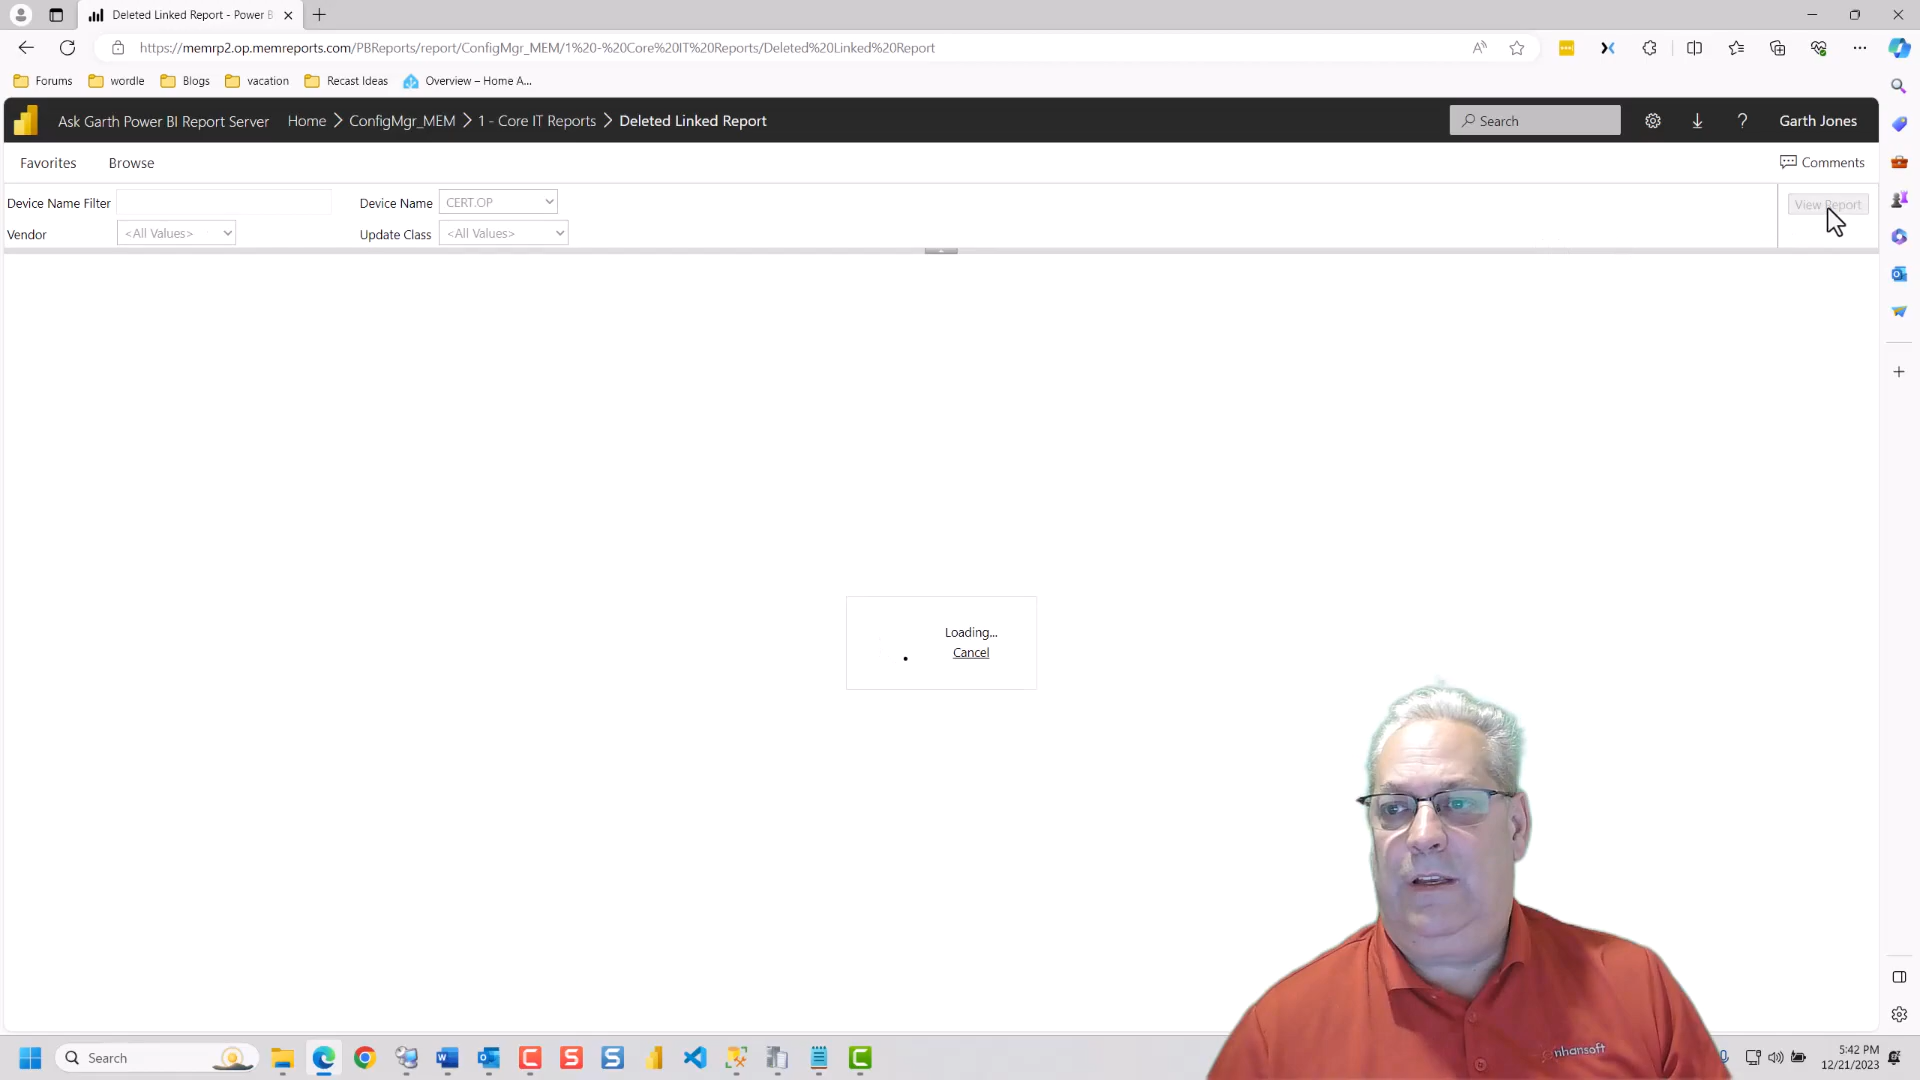 Deleted Linked Report - Power B
https://memrp2.op.memreports.com/PBReports/report/ConfigMgr_MEM/1%20-%20Core%20IT%20Reports/Deleted%20Linked%20Report
Forums wordle Blogs vacation Recast Ideas Overview – Home A...
Ask Garth Power BI Report Server Home > ConfigMgr_MEM > 1 - Core IT Reports > Deleted Linked Report Search ? Garth Jones
Favorites Browse Comments
Device Name Filter Device Name CERT.OP View Report
Vendor <All Values> Update Class <All Values>
Loading...
Cancel
nhansoft
Search 5:42 PM
12/21/2023